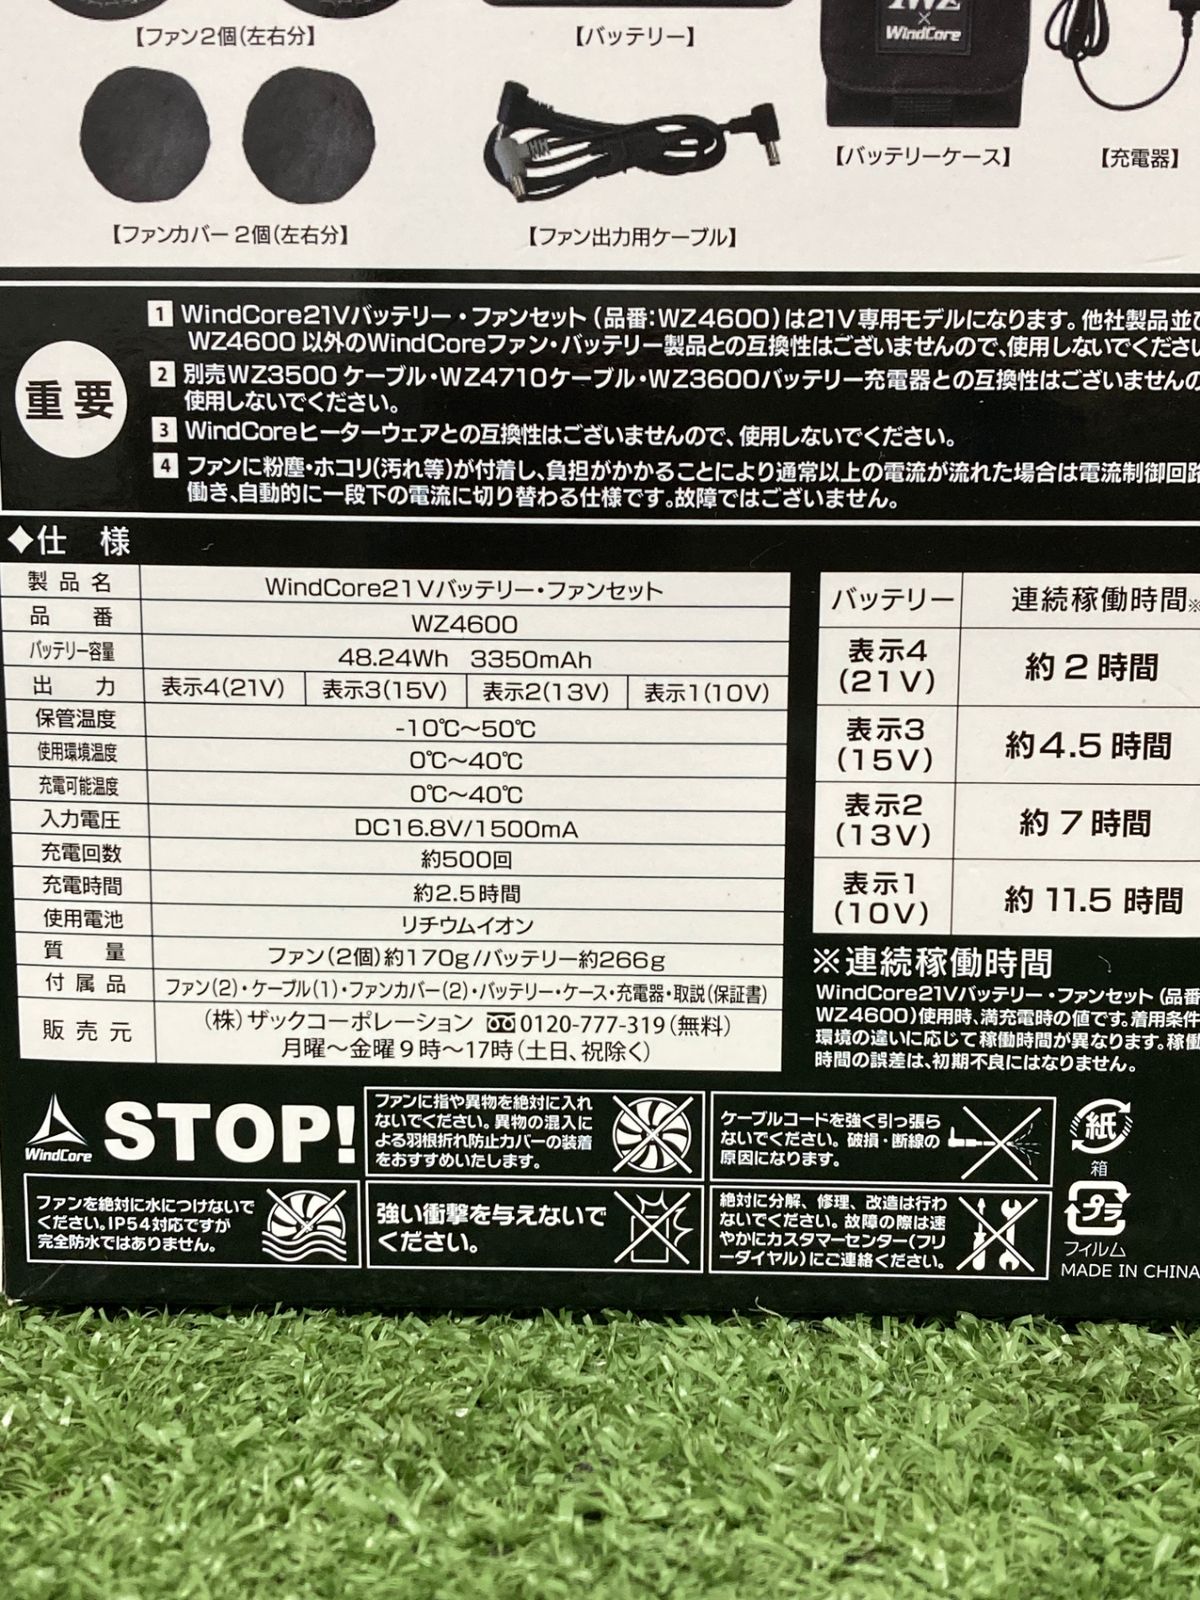 【ファン2個(左右分)】
【バッテリー】
WindCore
【バッテリーケース】
【充電器】
【ファンカバー 2個(左右分)】
【ファン出力用ケーブル】
重要
1 WindCore21Vバッテリー・ファンセット(品番:WZ4600)は21V専用モデルになります。他社製品並び
WZ4600 以外のWindCoreファン・バッテリー製品との互換性はございませんので、使用しないでください
2 別売WZ3500 ケーブル・WZ4710ケーブル・WZ3600バッテリー充電器との互換性はございませんの
使用しないでください。
3 WindCoreヒーターウェアとの互換性はございませんので、使用しないでください。
4 ファンに粉塵・ホコリ(汚れ等)が付着し、負担がかかることにより通常以上の電流が流れた場合は電流制御回路
働き、自動的に一段下の電流に切り替わる仕様です。故障ではございません。
◆仕 様
製品名 WindCore21Vバッテリー・ファンセット
品 番 WZ4600
バッテリー容量 48.24Wh 3350mAh
出 力 表示4(21V) 表示3(15V) 表示2(13V) 表示1(10V)
保管温度 -10℃〜50℃
使用環境温度 0℃〜40℃
充電可能温度 0℃〜40℃
入力電圧 DC16.8V/1500mA
充電回数 約500回
充電時間 約2.5時間
使用電池 リチウムイオン
質 量 ファン(2個)約170g/バッテリー約266g
付属品 ファン(2)・ケーブル(1)・ファンカバー(2)・バッテリー・ケース・充電器・取説(保証書)
販売元 (株)ザックコーポレーション 0120-777-319(無料)
月曜〜金曜9時〜17時(土日、祝除く)
バッテリー 連続稼働時間※
表示4
(21V) 約2時間
表示3
(15V) 約4.5時間
表示2
(13V) 約7時間
表示1
(10V) 約11.5時間
※連続稼働時間
WindCore21Vバッテリー・ファンセット(品番
WZ4600)使用時、満充電時の値です。着用条件
環境の違いに応じて稼働時間が異なります。稼働
時間の誤差は、初期不良にはなりません。
WindCore
STOP!
ファンに指や異物を絶対に入れ
ないでください。異物の混入に
よる羽根折れ防止カバーの装着
をおすすめいたします。
ケーブルコードを強く引っ張ら
ないでください。破損・断線の
原因になります。
ファンを絶対に水につけないで
ください。IP54対応ですが
完全防水ではありません。
強い衝撃を与えないで
ください。
絶対に分解、修理、改造は行わ
ないでください。故障の際は速
やかにカスタマーセンター(フリ
ーダイヤル)にご連絡ください。
紙
箱
プラ
フィルム
MADE IN CHINA